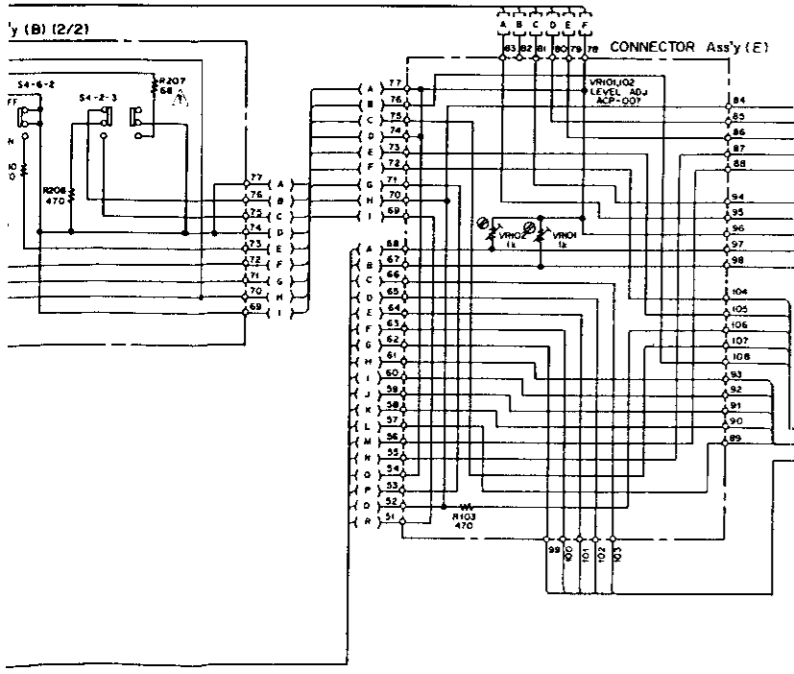 'y (B) (2/2)
S4-6-2
S4-2-3
R207
68
FF
N
10
0
R208
470
77 A
76 B
75 C
74 D
73 E
72 F
71 G
70 H
69 I
A B C D E F
83 82 81 80 79 78
CONNECTOR Ass'y (E)
VR101,102
LEVEL ADJ
ACP-007
A 77
B 76
C 75
D 74
E 73
F 72
G 71
H 70
I 69
A 68
B 67
C 66
D 65
E 64
F 63
G 62
H 61
I 60
J 59
K 58
L 57
M 56
N 55
O 54
P 53
Q 52
R 51
VR102
1k
VR101
1k
R103
470
84
85
86
87
88
94
95
96
97
98
104
105
106
107
108
93
92
91
90
89
99 100 101 102 103